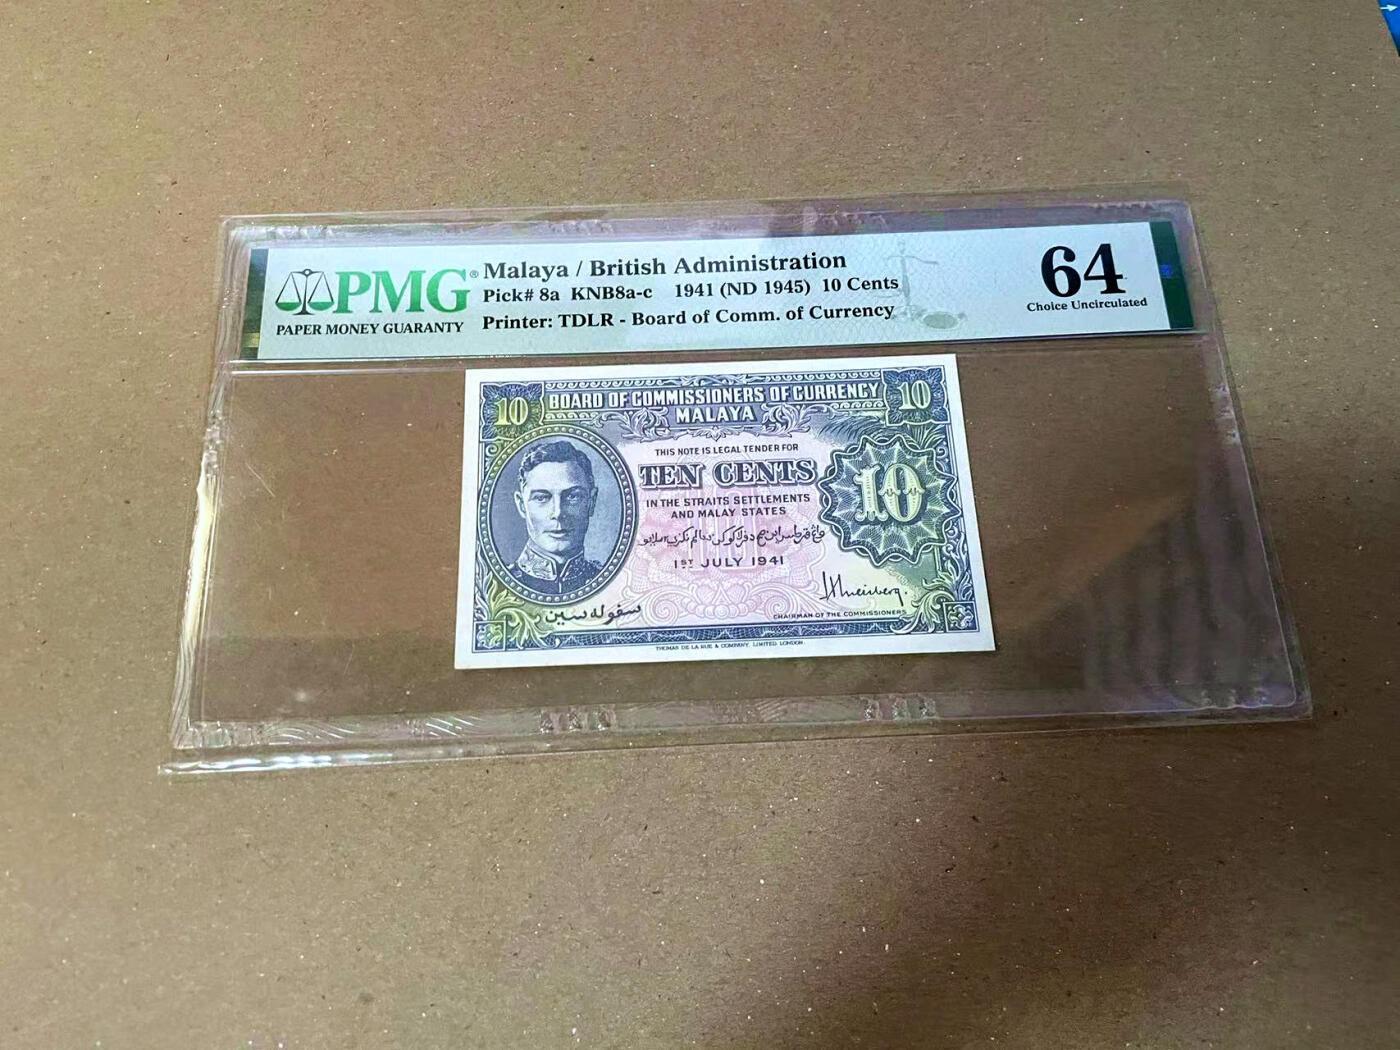 PMG®
PAPER MONEY GUARANTY
Malaya / British Administration
Pick# 8a KNB8a-c 1941 (ND 1945) 10 Cents
Printer: TDLR - Board of Comm. of Currency
64
Choice Uncirculated
10
BOARD OF COMMISSIONERS OF CURRENCY
10
MALAYA
THIS NOTE IS LEGAL TENDER FOR
TEN CENTS
10
IN THE STRAITS SETTLEMENTS
AND MALAY STATES
1ST JULY 1941
سڤوله سين
CHAIRMAN OF THE COMMISSIONERS
THOMAS DE LA RUE & COMPANY, LIMITED LONDON.